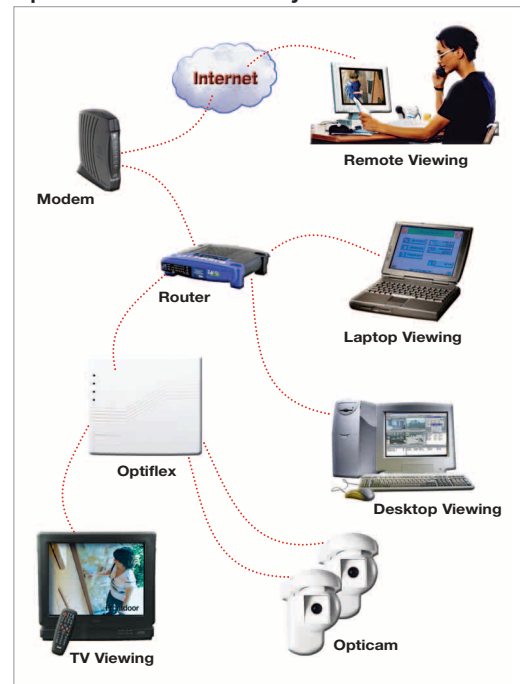 Internet
Remote Viewing
Modem
Router
Laptop Viewing
Optiflex
Desktop Viewing
TV Viewing
Opticam